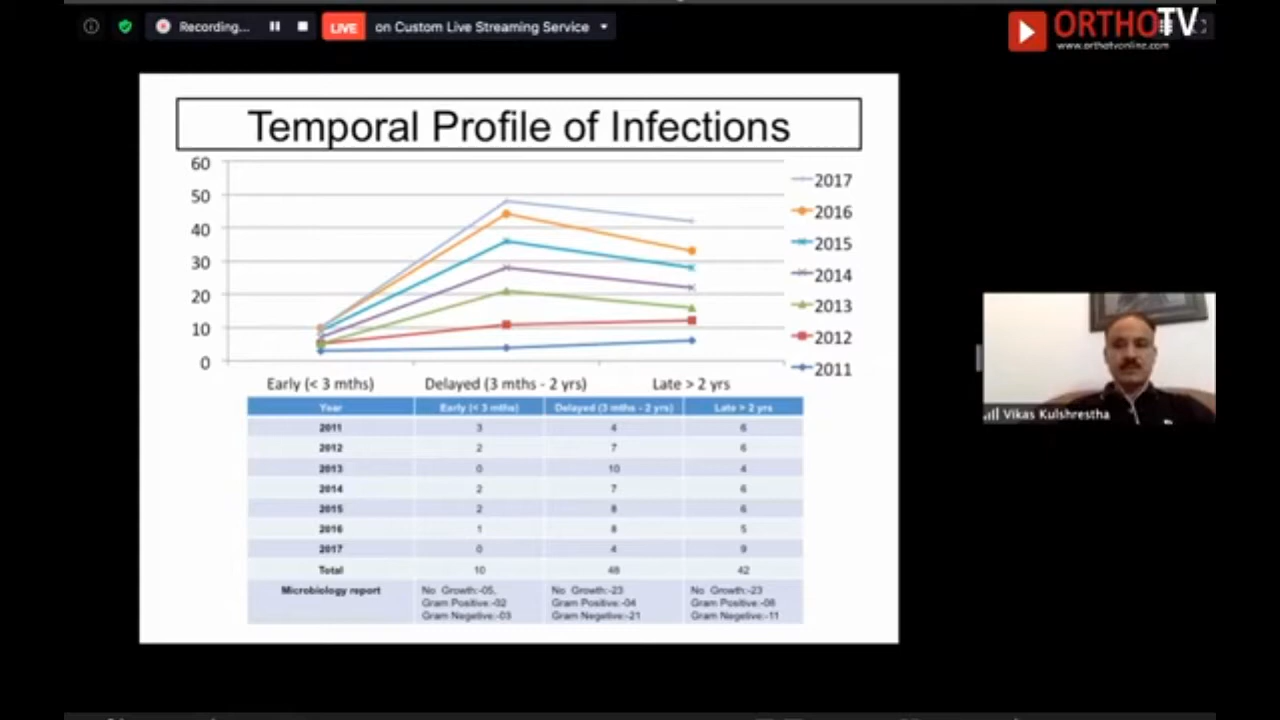 Recording...
LIVE
on Custom Live Streaming Service
ORTHOTV
www.orthotvonline.com
Temporal Profile of Infections
60
50
40
30
20
10
0
2017
2016
2015
2014
2013
2012
2011
Early (< 3 mths) Delayed (3 mths - 2 yrs) Late > 2 yrs
Year Early (< 3 mths) Delayed (3 mths - 2 yrs) Late > 2 yrs
2011 3 4 6
2012 2 7 6
2013 0 10 4
2014 2 7 6
2015 2 8 6
2016 1 8 5
2017 0 4 9
Total 10 48 42
Microbiology report No Growth:-05, No Growth:-23 No Growth:-23
Gram Positive:-02 Gram Positive:-04 Gram Positive:-08
Gram Negetive:-03 Gram Negative:-21 Gram Negetive:-11
Vikas Kulshrestha